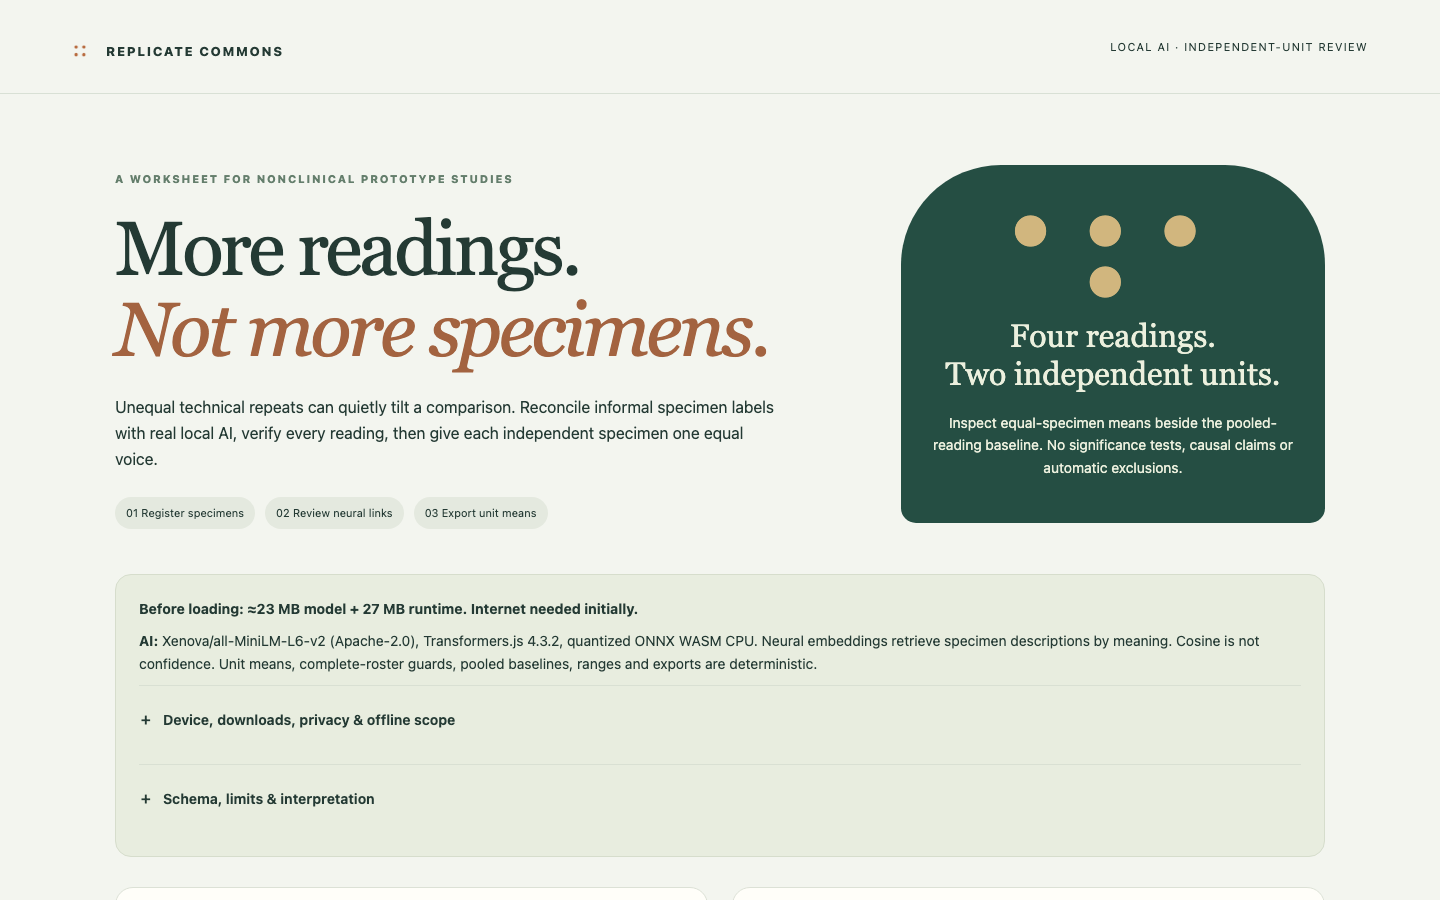 REPLICATE COMMONS
LOCAL AI · INDEPENDENT-UNIT REVIEW
A WORKSHEET FOR NONCLINICAL PROTOTYPE STUDIES
More readings.
Not more specimens.
Unequal technical repeats can quietly tilt a comparison. Reconcile informal specimen labels
with real local AI, verify every reading, then give each independent specimen one equal
voice.
01 Register specimens
02 Review neural links
03 Export unit means
Four readings.
Two independent units.
Inspect equal-specimen means beside the pooled-
reading baseline. No significance tests, causal claims or
automatic exclusions.
Before loading: ≈23 MB model + 27 MB runtime. Internet needed initially.
AI: Xenova/all-MiniLM-L6-v2 (Apache-2.0), Transformers.js 4.3.2, quantized ONNX WASM CPU. Neural embeddings retrieve specimen descriptions by meaning. Cosine is not
confidence. Unit means, complete-roster guards, pooled baselines, ranges and exports are deterministic.
+ Device, downloads, privacy & offline scope
+ Schema, limits & interpretation